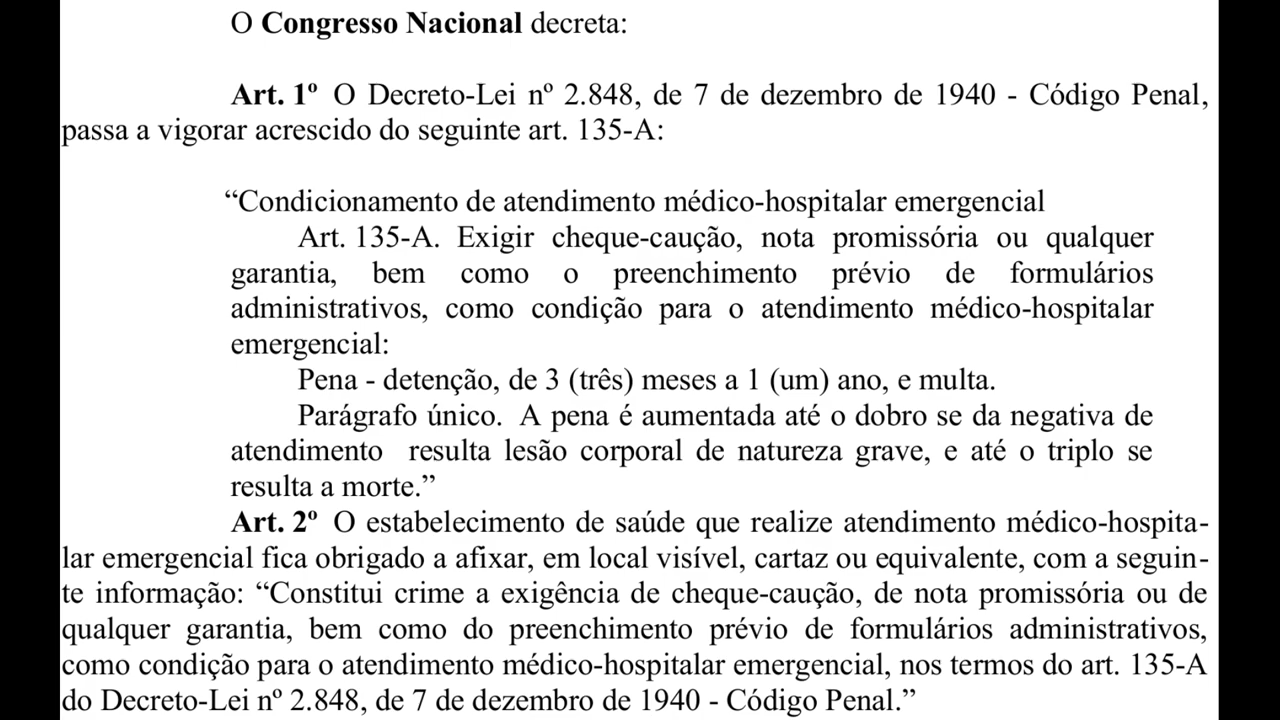 O Congresso Nacional decreta:
Art. 1º O Decreto-Lei nº 2.848, de 7 de dezembro de 1940 - Código Penal,
passa a vigorar acrescido do seguinte art. 135-A:
“Condicionamento de atendimento médico-hospitalar emergencial
Art. 135-A. Exigir cheque-caução, nota promissória ou qualquer
garantia, bem como o preenchimento prévio de formulários
administrativos, como condição para o atendimento médico-hospitalar
emergencial:
Pena - detenção, de 3 (três) meses a 1 (um) ano, e multa.
Parágrafo único. A pena é aumentada até o dobro se da negativa de
atendimento resulta lesão corporal de natureza grave, e até o triplo se
resulta a morte.”
Art. 2º O estabelecimento de saúde que realize atendimento médico-hospita-
lar emergencial fica obrigado a afixar, em local visível, cartaz ou equivalente, com a seguin-
te informação: “Constitui crime a exigência de cheque-caução, de nota promissória ou de
qualquer garantia, bem como do preenchimento prévio de formulários administrativos,
como condição para o atendimento médico-hospitalar emergencial, nos termos do art. 135-A
do Decreto-Lei nº 2.848, de 7 de dezembro de 1940 - Código Penal.”